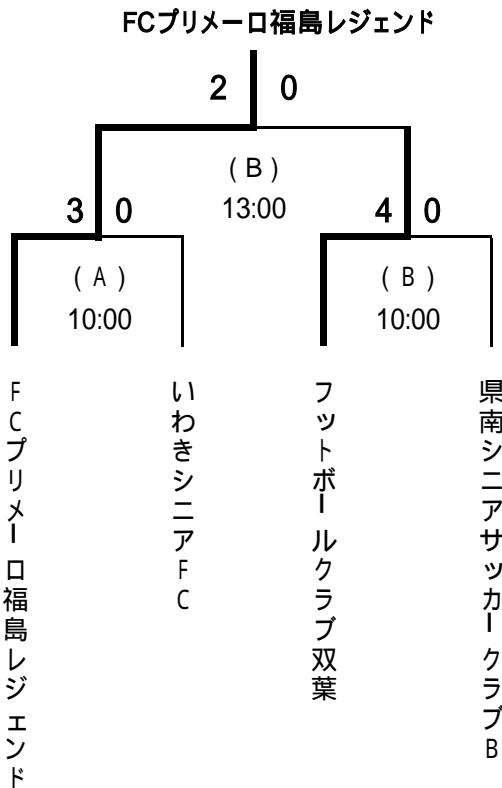 FCプリメーロ福島レジェンド
2 0
(B)
13:00
3 0
4 0
(A)
10:00
(B)
10:00
FCプリメーロ福島レジェンド
いわきシニアFC
フットボールクラブ双葉
県南シニアサッカークラブB